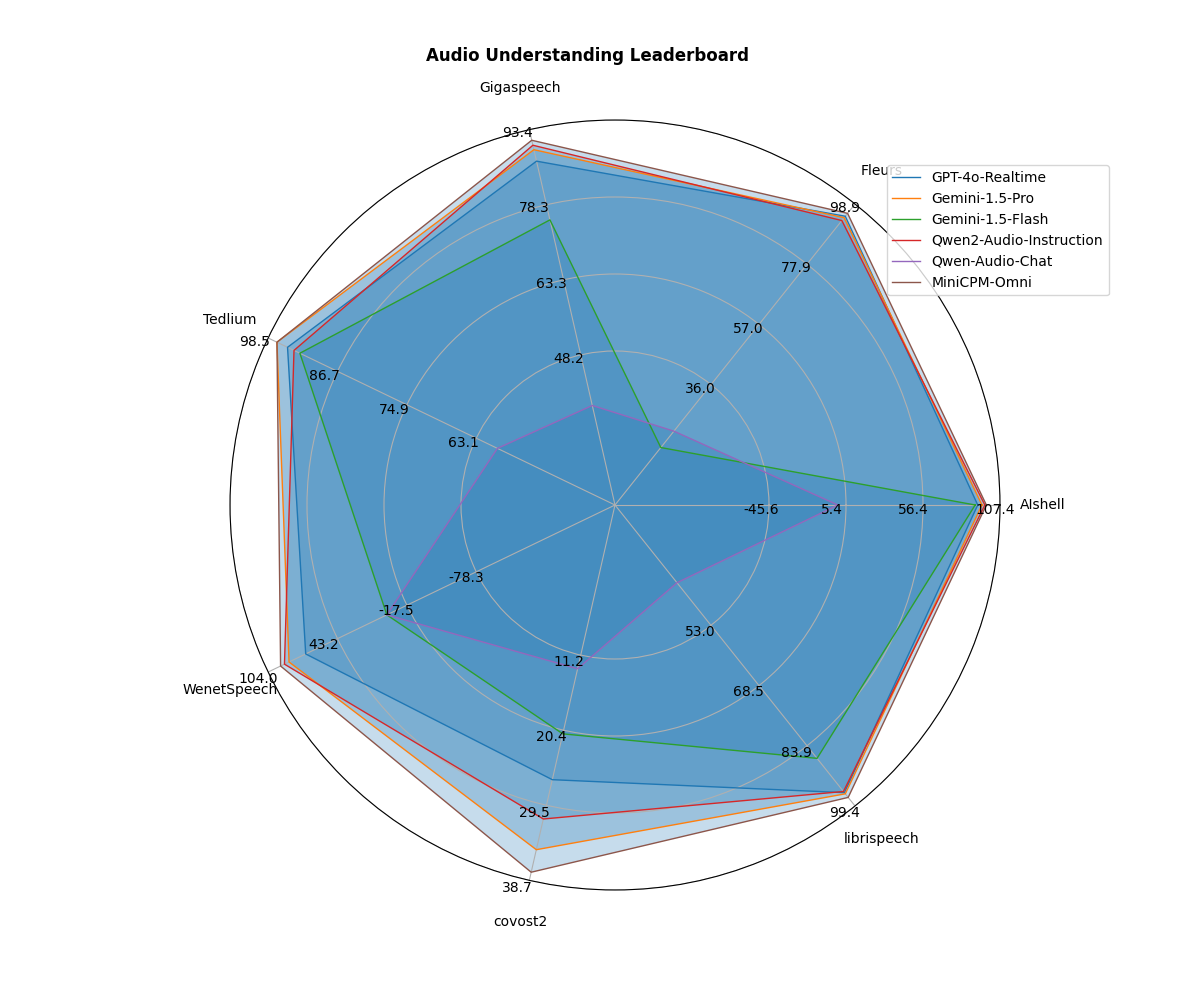 Audio Understanding Leaderboard
Gigaspeech
93.4
Fleurs
GPT-4o-Realtime
Gemini-1.5-Pro
Gemini-1.5-Flash
Qwen2-Audio-Instruction
Qwen-Audio-Chat
MiniCPM-Omni
78.3
98.9
63.3
77.9
Tedlium
57.0
98.5
48.2
86.7
36.0
74.9
63.1
AIshell
-45.6
5.4
56.4
107.4
-78.3
-17.5
43.2
53.0
104.0
WenetSpeech
11.2
68.5
20.4
83.9
29.5
99.4
librispeech
38.7
covost2